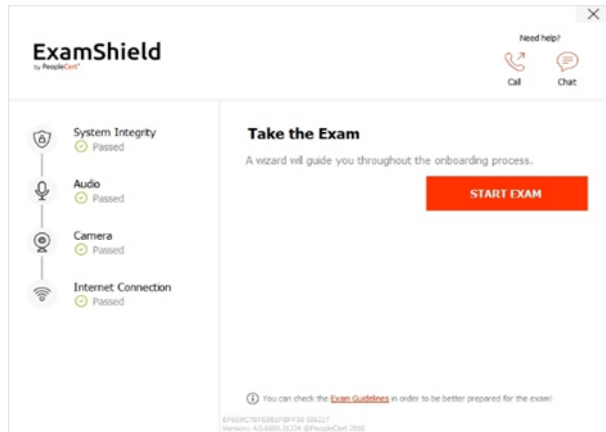 Need help?
ExamShield
by PeopleCert
Call
Chat
System Integrity
Passed
Audio
Passed
Camera
Passed
Internet Connection
Passed
Take the Exam
A wizard will guide you throughout the onboarding process.
START EXAM
You can check the Exam Guidelines in order to be better prepared for the exam!
©PeopleCert